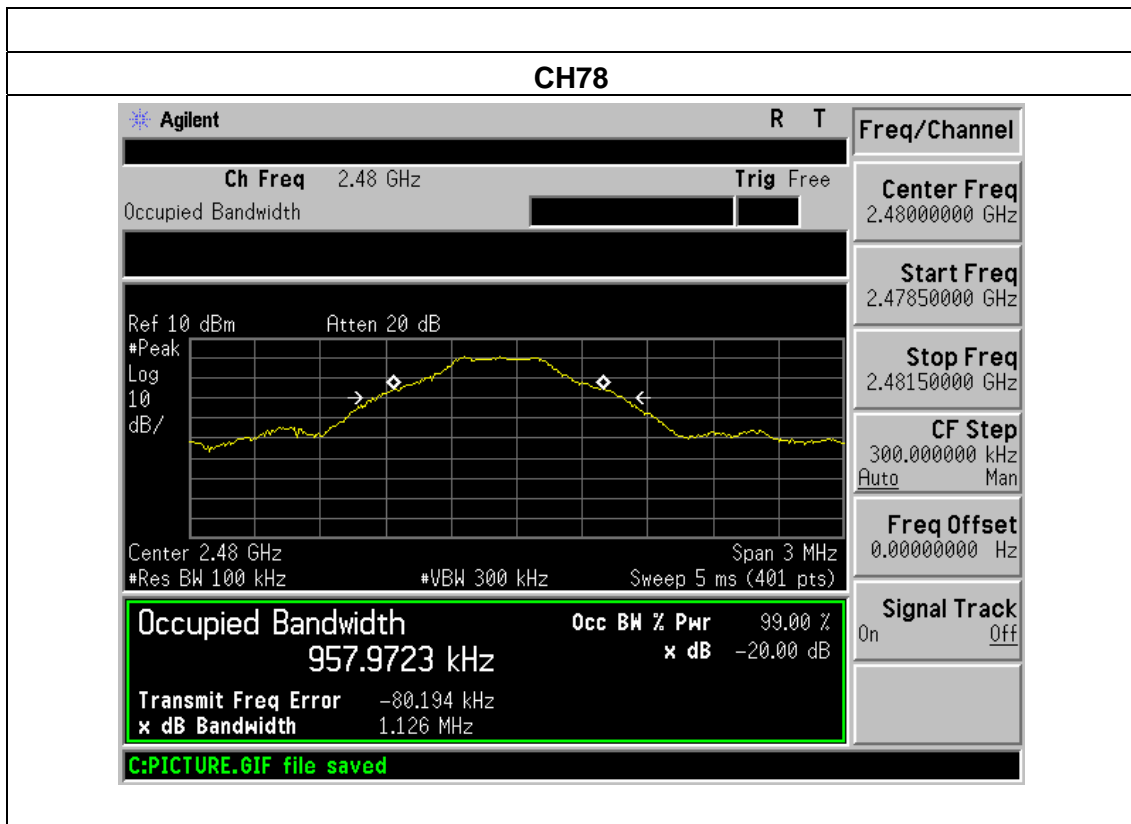 CH78
Agilent R T
Freq/Channel
Ch Freq 2.48 GHz Trig Free
Occupied Bandwidth
Center Freq
2.48000000 GHz
Start Freq
2.47850000 GHz
Stop Freq
2.48150000 GHz
CF Step
300.000000 kHz
Auto Man
Freq Offset
0.00000000 Hz
Signal Track
On Off
Ref 10 dBm Atten 20 dB
#Peak
Log
10
dB/
Center 2.48 GHz Span 3 MHz
#Res BW 100 kHz #VBW 300 kHz Sweep 5 ms (401 pts)
Occupied Bandwidth
957.9723 kHz
Occ BW % Pwr 99.00 %
x dB -20.00 dB
Transmit Freq Error -80.194 kHz
x dB Bandwidth 1.126 MHz
C:PICTURE.GIF file saved